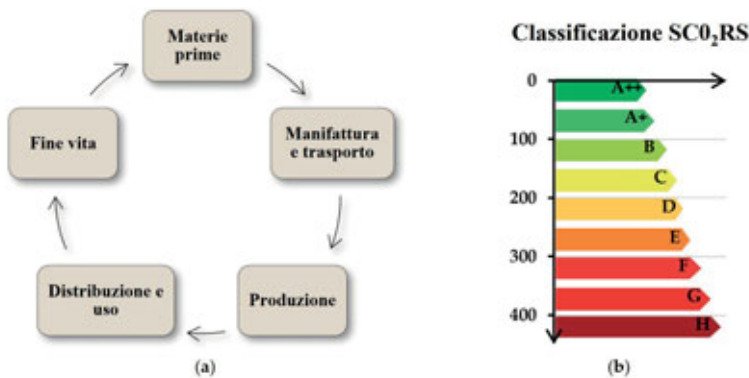 Materie
prime
Manifattura
e trasporto
Produzione
Distribuzione e
uso
Fine vita
(a)
Classificazione SC0₂RS
0
A++
A+
100
B
C
200
D
E
300
F
G
400
H
(b)